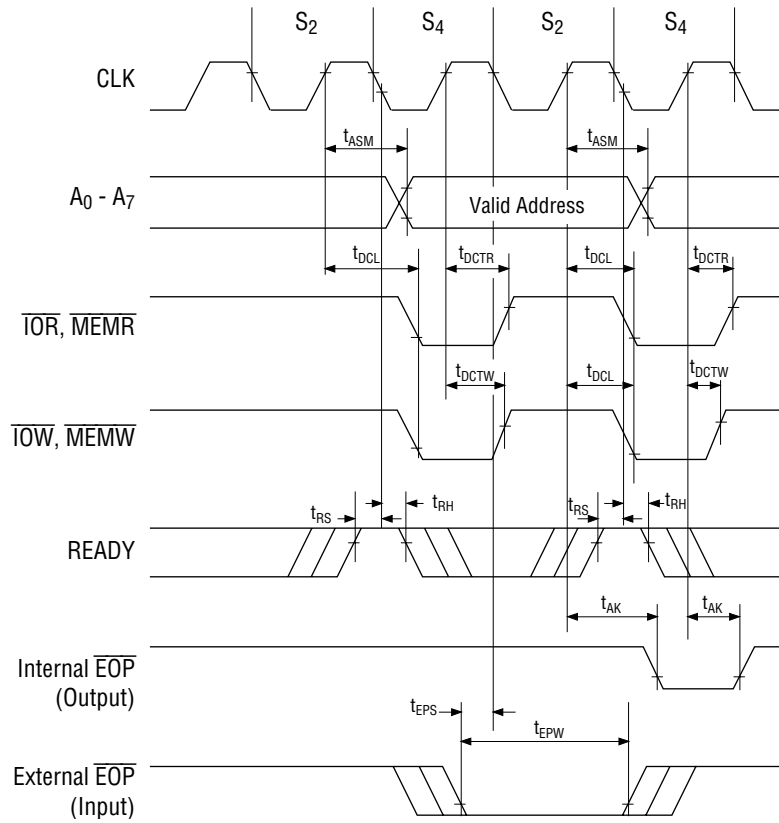 S2 S4 S2 S4
CLK
tASM tASM
A0 - A7 Valid Address
tDCL tDCTR tDCL tDCTR
IOR, MEMR
tDCTW tDCL tDCTW
IOW, MEMW
tRS tRH tRS tRH
READY
tAK tAK
Internal EOP
(Output)
tEPS tEPW
External EOP
(Input)